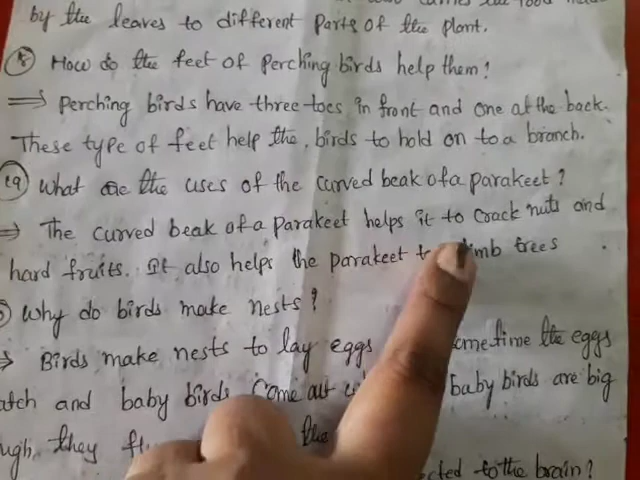 the food
by the leaves to different parts of the plant.
How do the feet of perching birds help them?
⇒ Perching birds have three toes in front and one at the back.
These type of feet help the, birds to hold on to a branch.
What are the uses of the curved beak of a parakeet?
⇒ The curved beak of a parakeet helps it to crack nuts and
hard fruits. It also helps the parakeet to trees
Why do birds make nests?
→ Birds make nests to lay eggs ometime the eggs
atch and baby birds come out baby birds are big
ugh, they the
cted to the brain?